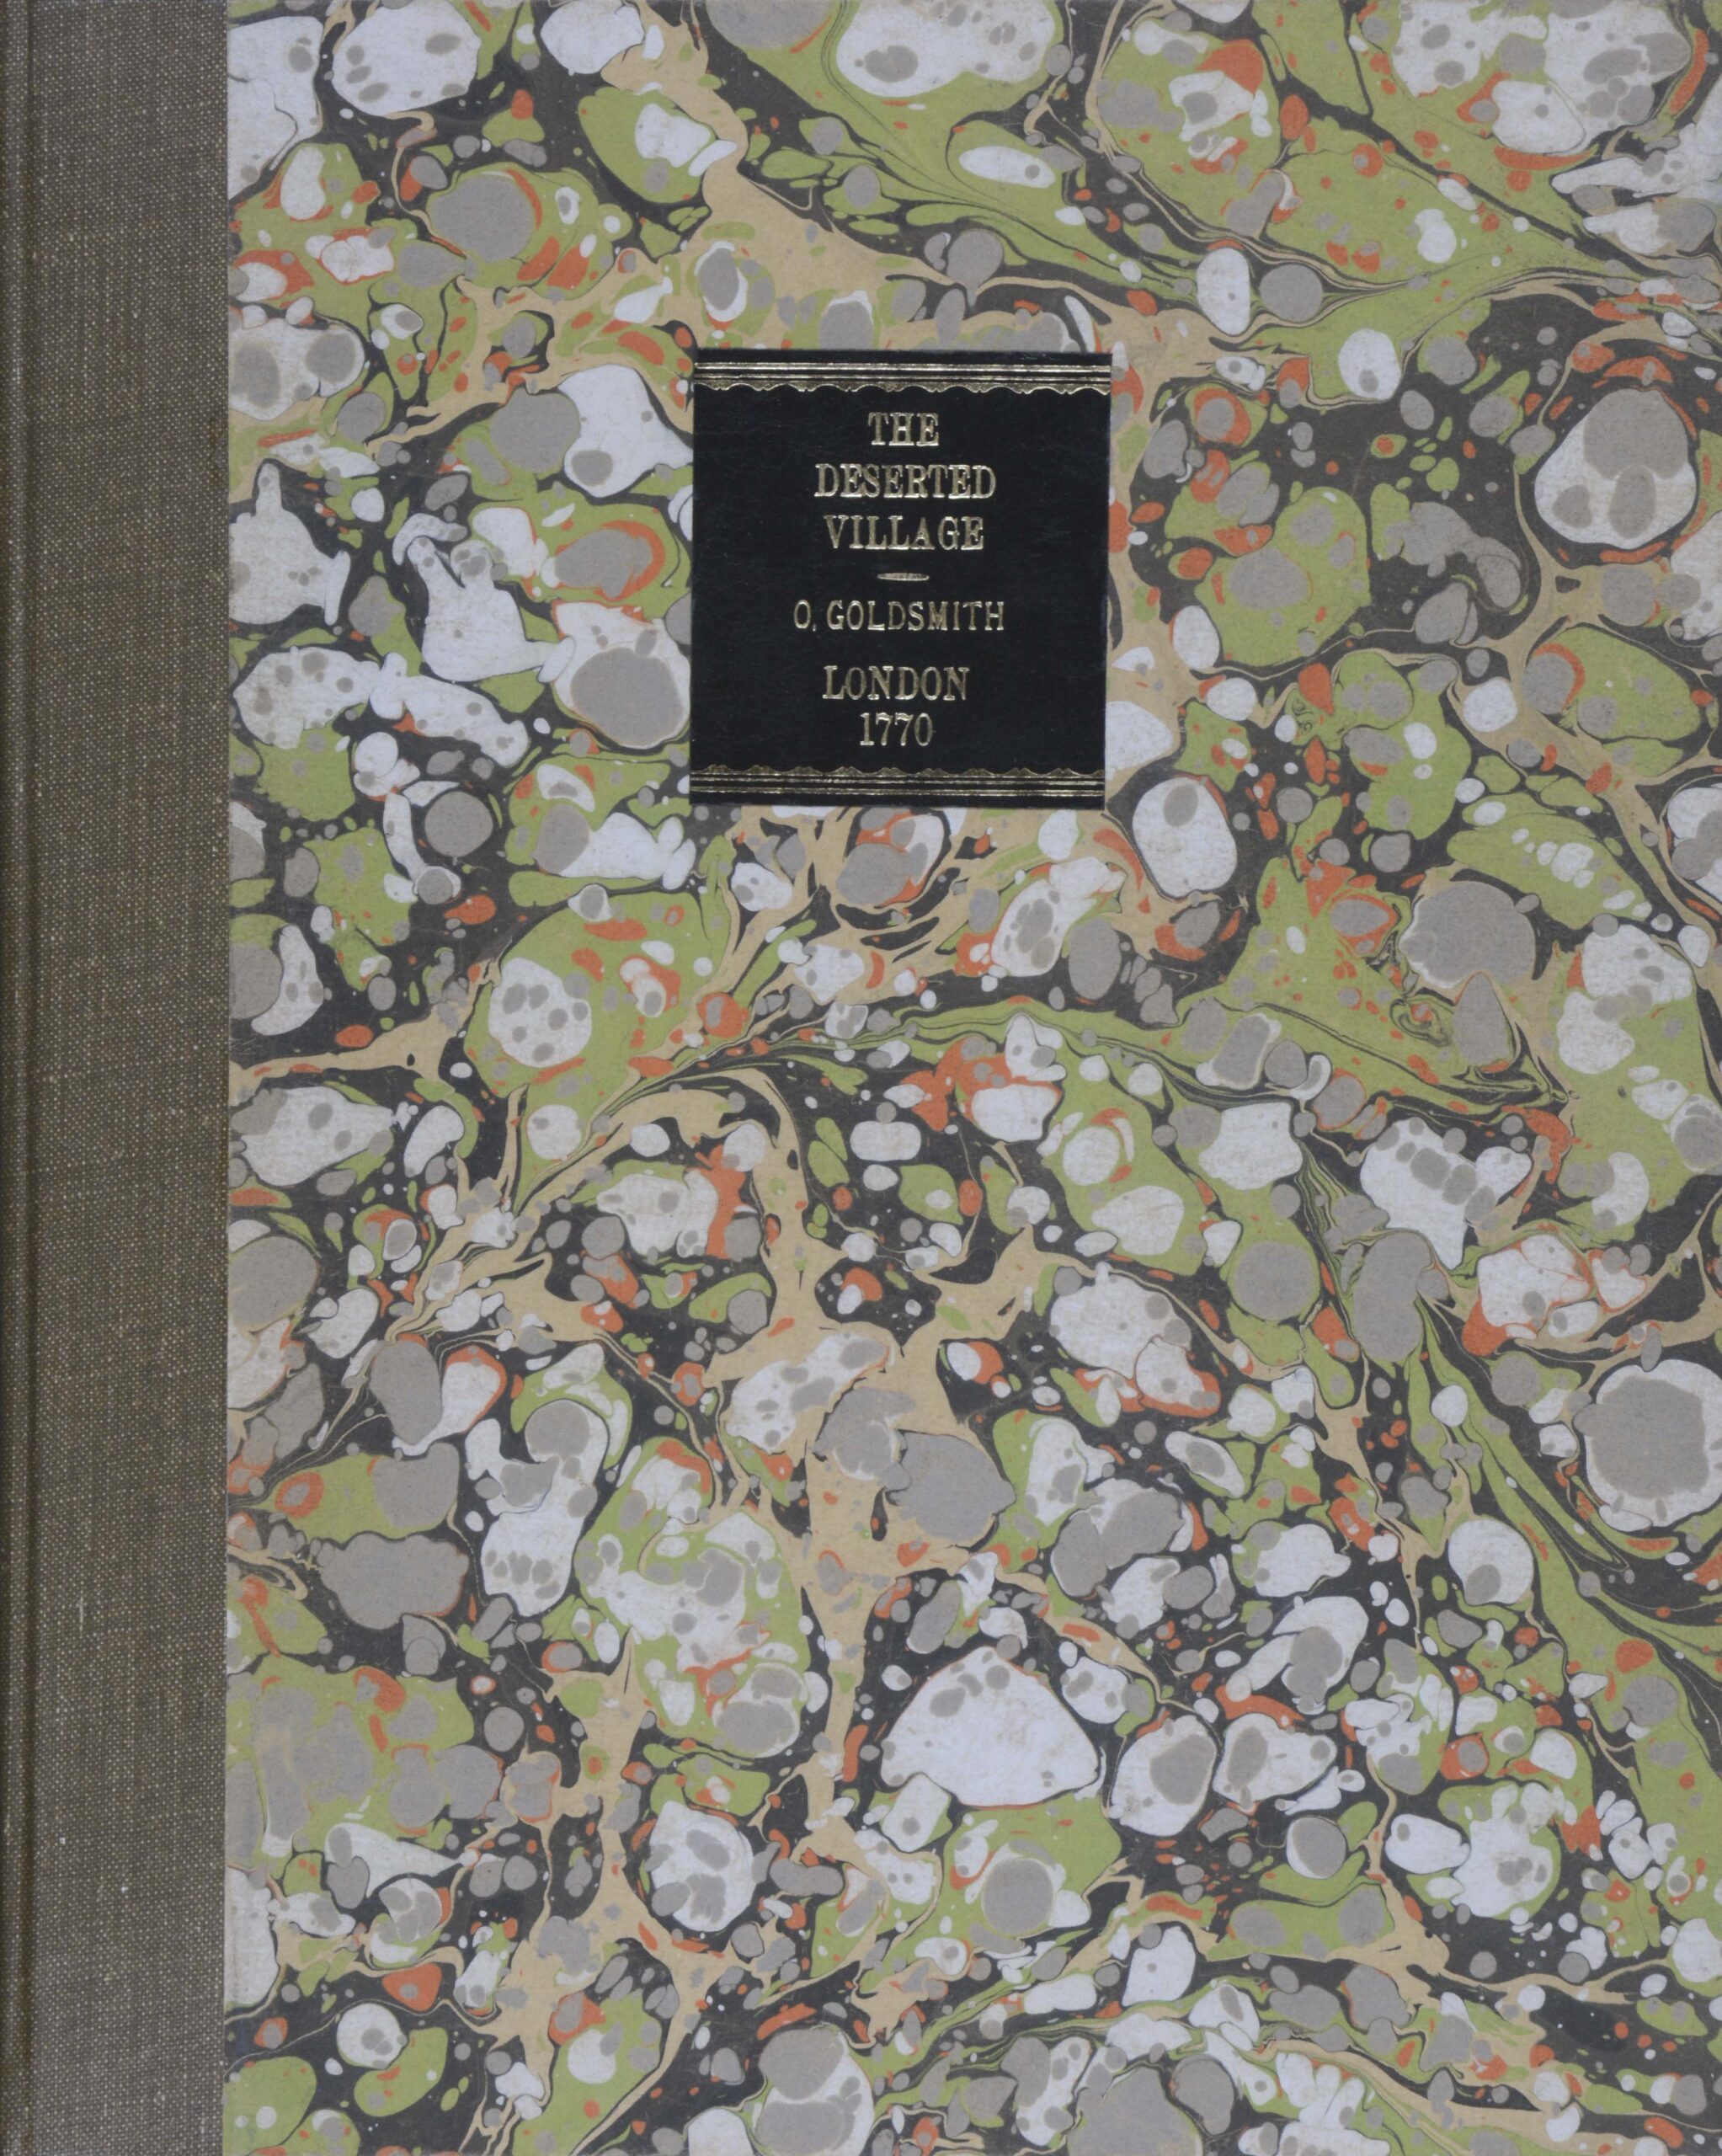 THE
DESERTED
VILLAGE
O. GOLDSMITH
LONDON
1770